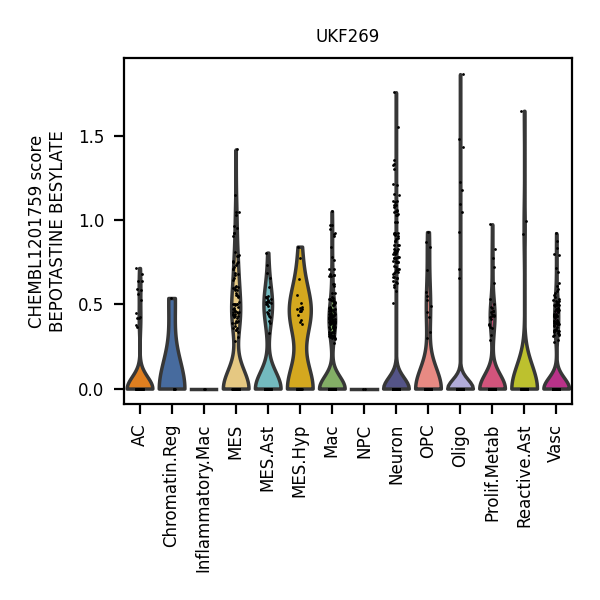 UKF269
CHEMBL1201759 score
BEPOTASTINE BESYLATE
1.5
1.0
0.5
0.0
AC
Chromatin.Reg
Inflammatory.Mac
MES
MES.Ast
MES.Hyp
Mac
NPC
Neuron
OPC
Oligo
Prolif.Metab
Reactive.Ast
Vasc